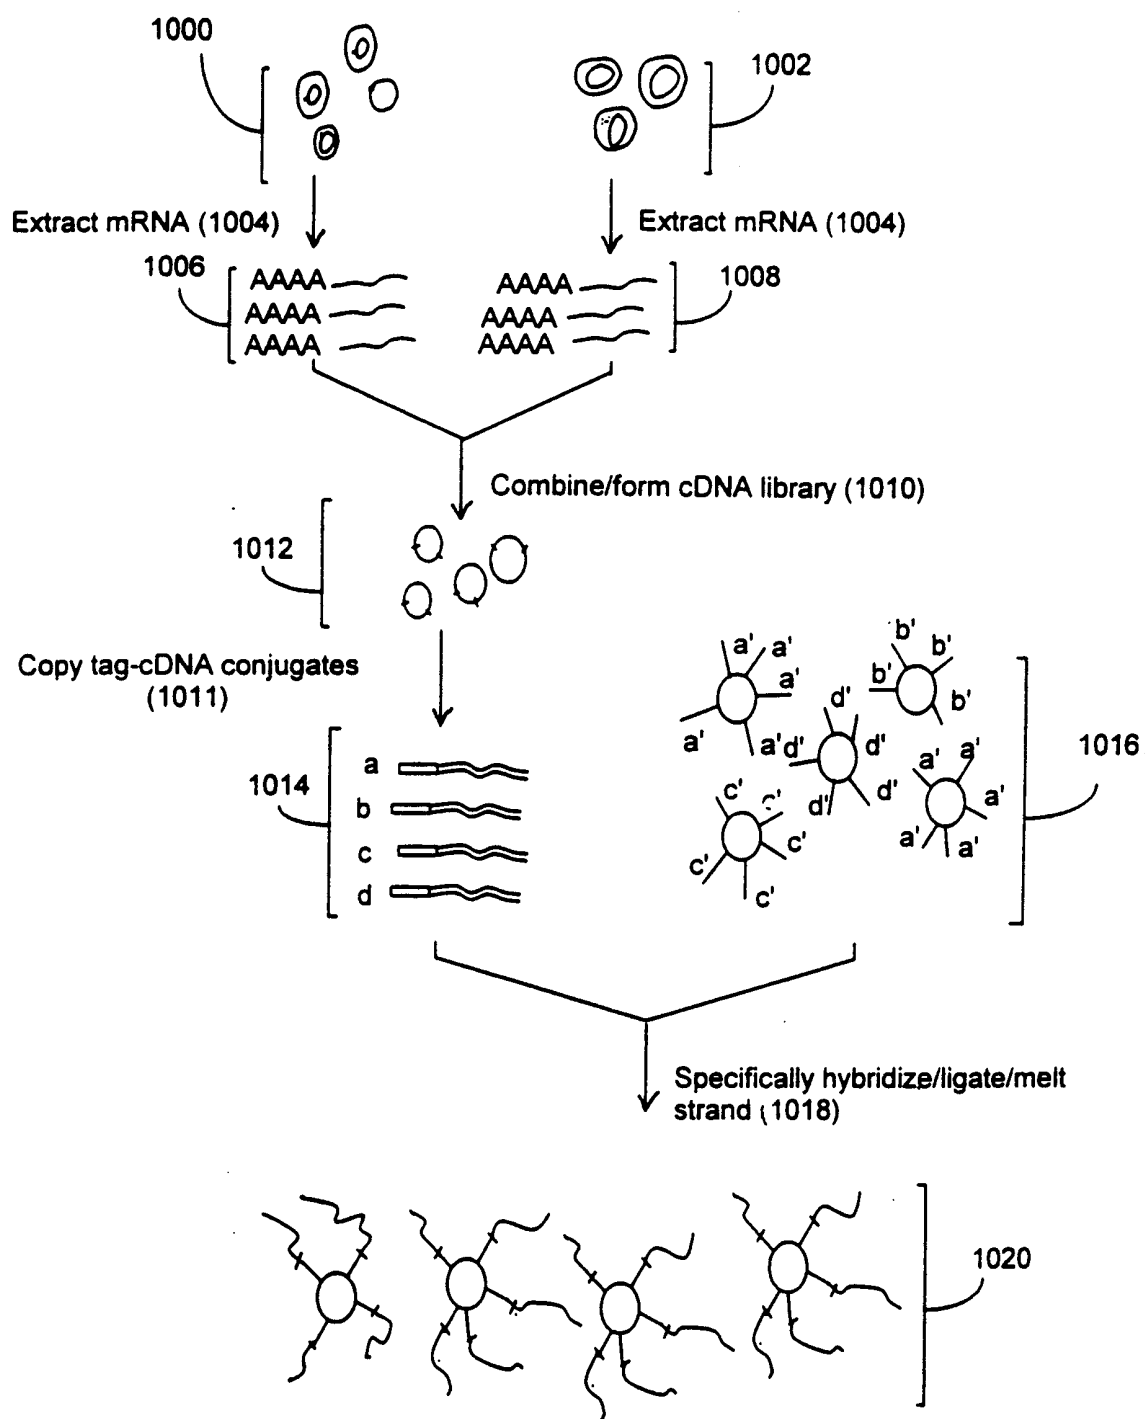 1000
1002
Extract mRNA (1004)
Extract mRNA (1004)
1006
AAAA
AAAA
AAAA
AAAA
AAAA
AAAA
1008
Combine/form cDNA library (1010)
1012
Copy tag-cDNA conjugates
(1011)
1014
a
b
c
d
a' a' a' a' a'
b' b' b' b'
d' d' d' d' d'
a' a' a' a' a'
c' c' c' c' c'
1016
Specifically hybridize/ligate/melt
strand (1018)
1020